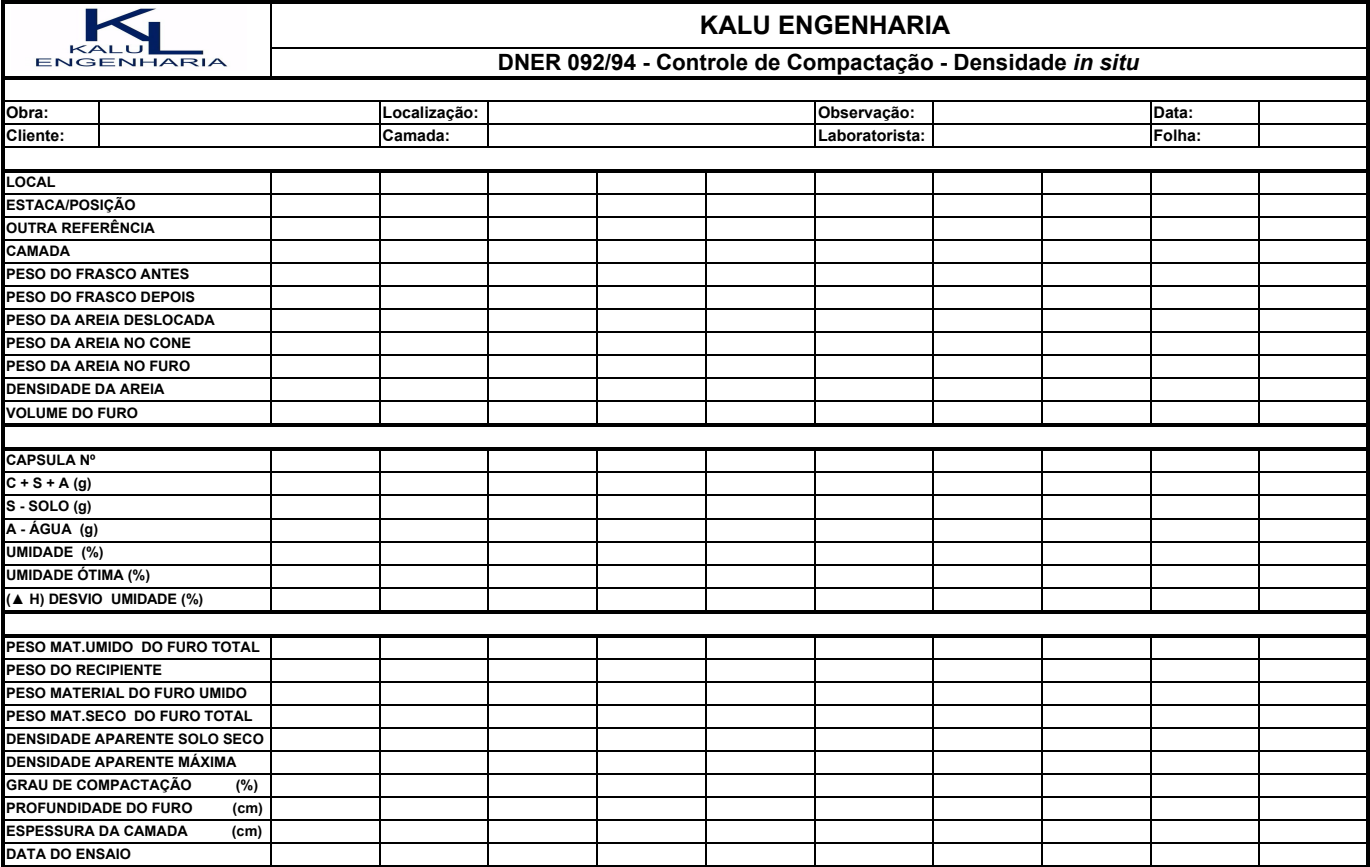 KL
KALU
ENGENHARIA
KALU ENGENHARIA
DNER 092/94 - Controle de Compactação - Densidade in situ
Obra: Localização: Observação: Data:
Cliente: Camada: Laboratorista: Folha:
LOCAL
ESTACA/POSIÇÃO
OUTRA REFERÊNCIA
CAMADA
PESO DO FRASCO ANTES
PESO DO FRASCO DEPOIS
PESO DA AREIA DESLOCADA
PESO DA AREIA NO CONE
PESO DA AREIA NO FURO
DENSIDADE DA AREIA
VOLUME DO FURO
CAPSULA Nº
C + S + A (g)
S - SOLO (g)
A - ÁGUA (g)
UMIDADE (%)
UMIDADE ÓTIMA (%)
(▲ H) DESVIO UMIDADE (%)
PESO MAT.UMIDO DO FURO TOTAL
PESO DO RECIPIENTE
PESO MATERIAL DO FURO UMIDO
PESO MAT.SECO DO FURO TOTAL
DENSIDADE APARENTE SOLO SECO
DENSIDADE APARENTE MÁXIMA
GRAU DE COMPACTAÇÃO (%)
PROFUNDIDADE DO FURO (cm)
ESPESSURA DA CAMADA (cm)
DATA DO ENSAIO